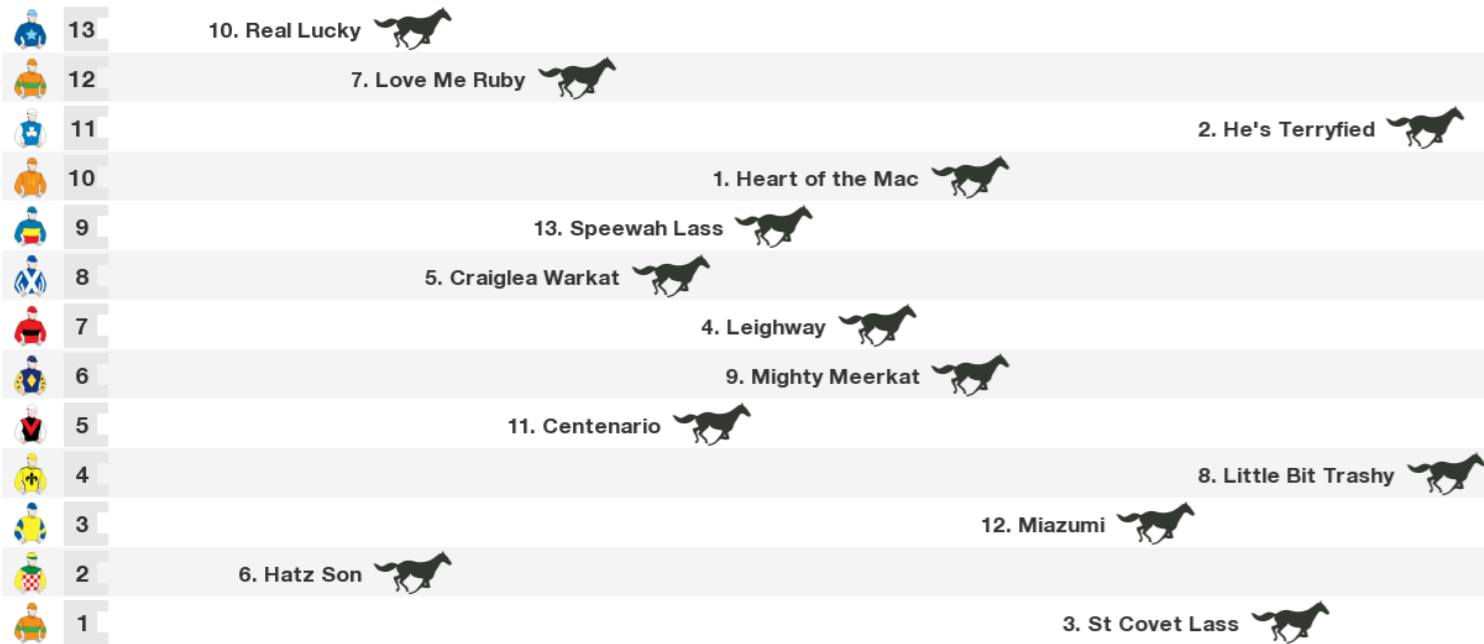 13 10. Real Lucky
12 7. Love Me Ruby
11 2. He's Terryfied
10 1. Heart of the Mac
9 13. Speewah Lass
8 5. Craiglea Warkat
7 4. Leighway
6 9. Mighty Meerkat
5 11. Centenario
4 8. Little Bit Trashy
3 12. Miazumi
2 6. Hatz Son
1 3. St Covet Lass